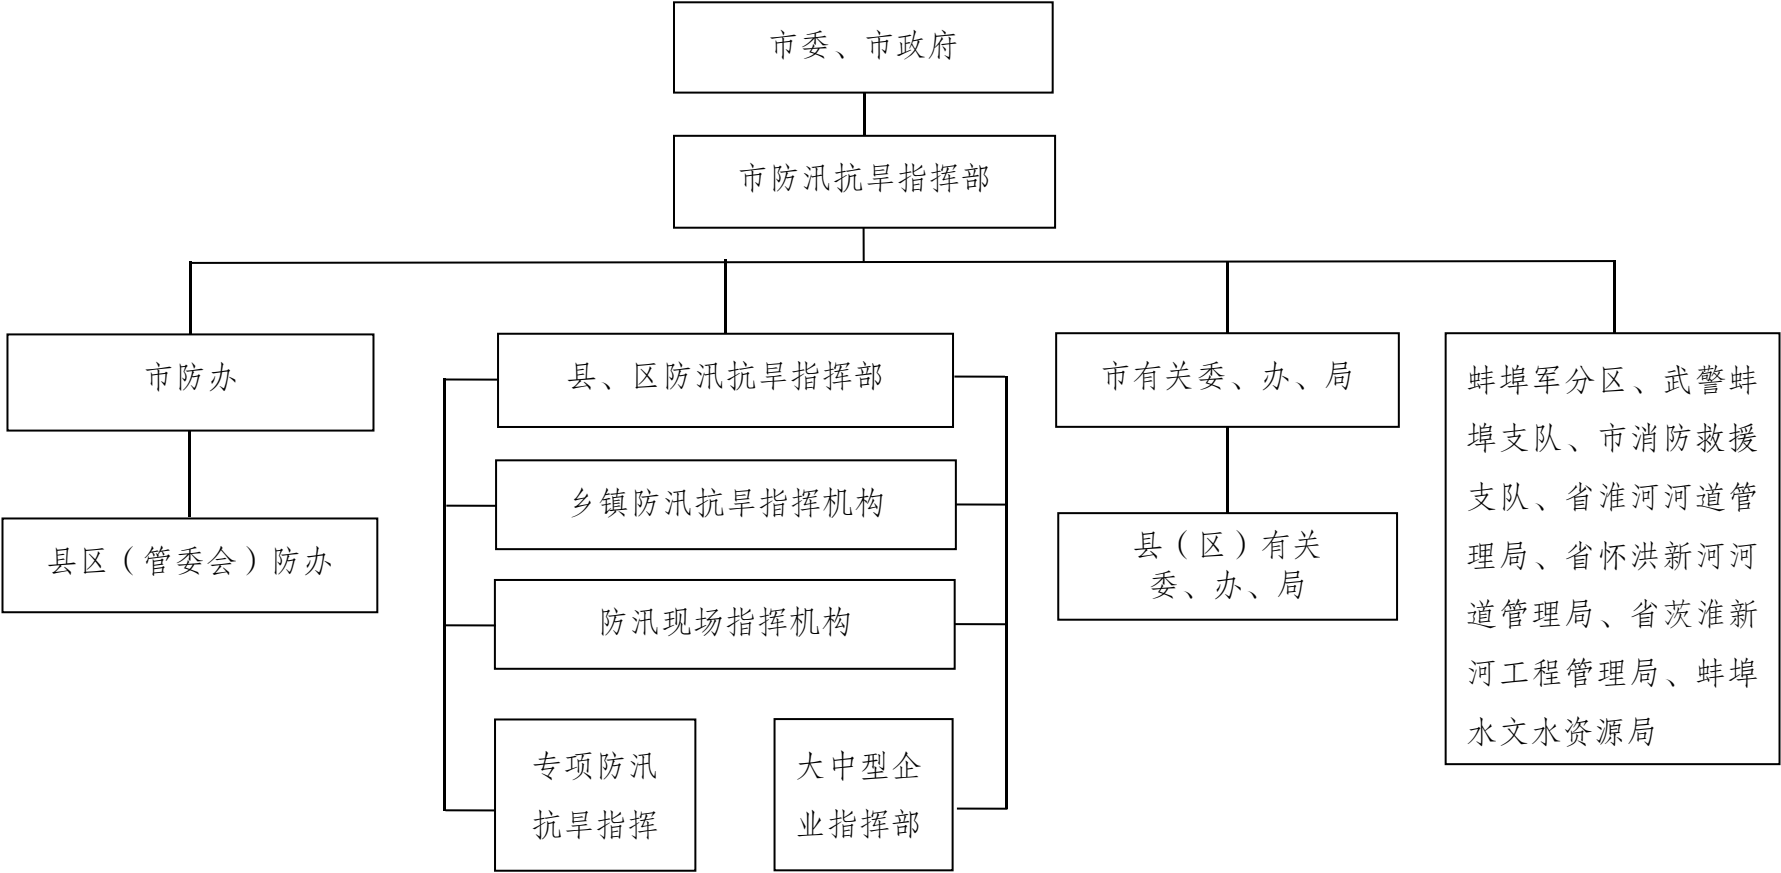 市委、市政府
市防汛抗旱指挥部
市防办
县区（管委会）防办
县、区防汛抗旱指挥部
乡镇防汛抗旱指挥机构
防汛现场指挥机构
专项防汛
抗旱指挥
大中型企
业指挥部
市有关委、办、局
县（区）有关
委、办、局
蚌埠军分区、武警蚌
埠支队、市消防救援
支队、省淮河河道管
理局、省怀洪新河河
道管理局、省茨淮新
河工程管理局、蚌埠
水文水资源局